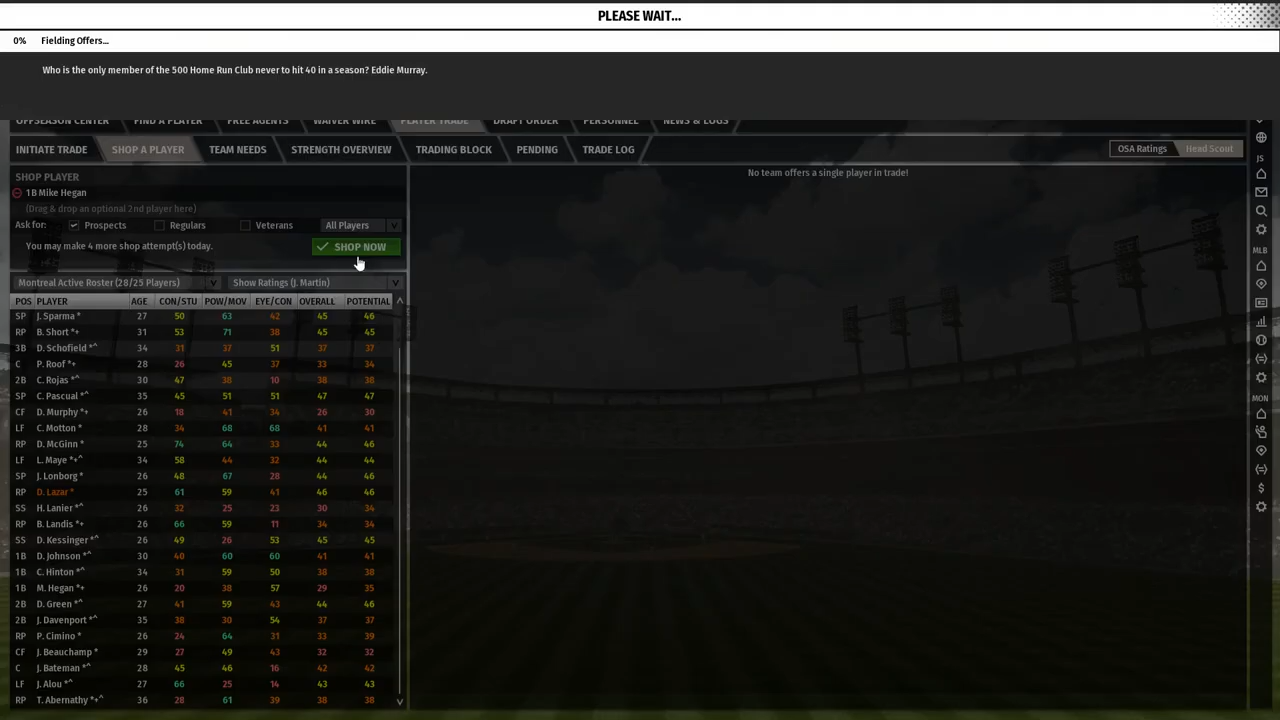 PLEASE WAIT...
0% Fielding Offers...
Who is the only member of the 500 Home Run Club never to hit 40 in a season? Eddie Murray.
OFFSEASON CENTER FIND A PLAYER FREE AGENTS WAIVER WIRE PLAYER TRADE DRAFT ORDER PERSONNEL NEWS & LOGS
INITIATE TRADE SHOP A PLAYER TEAM NEEDS STRENGTH OVERVIEW TRADING BLOCK PENDING TRADE LOG OSA Ratings Head Scout
SHOP PLAYER
No team offers a single player in trade!
1B Mike Hegan
(Drag & drop an optional 2nd player here)
Ask for: Prospects Regulars Veterans All Players
You may make 4 more shop attempt(s) today. SHOP NOW
Montreal Active Roster (28/25 Players) Show Ratings (J. Martin)
POS PLAYER AGE CON/STU POW/MOV EYE/CON OVERALL POTENTIAL
SP J. Sparma * 27 50 63 42 45 46
RP B. Short *+ 31 53 71 38 45 45
3B D. Schofield *^ 34 31 37 51 37 37
C P. Roof *+ 28 26 45 37 33 34
2B C. Rojas *^ 30 47 38 10 38 38
SP C. Pascual *^ 35 45 51 51 47 47
CF D. Murphy *+ 26 18 41 34 26 30
LF C. Motton * 28 34 68 68 41 41
RP D. McGinn * 25 74 64 33 44 46
LF L. Maye *+^ 34 58 44 32 44 44
SP J. Lonborg * 26 48 67 28 44 46
RP D. Lazar * 25 61 59 41 46 46
SS H. Lanier *^ 26 32 25 23 30 34
RP B. Landis *+ 26 66 59 11 34 34
SS D. Kessinger *^ 26 49 26 53 45 45
1B D. Johnson *^ 30 40 60 60 41 41
1B C. Hinton *^ 34 31 59 50 38 38
1B M. Hegan *+ 26 20 38 57 29 35
2B D. Green *^ 27 41 59 43 44 46
2B J. Davenport *^ 35 38 30 54 37 37
RP P. Cimino * 26 24 64 31 33 39
CF J. Beauchamp * 29 27 49 43 32 32
C J. Bateman *^ 28 45 46 16 42 42
LF J. Alou *^ 27 66 25 14 43 43
RP T. Abernathy *+^ 36 28 61 39 38 38
JS
MLB
MON